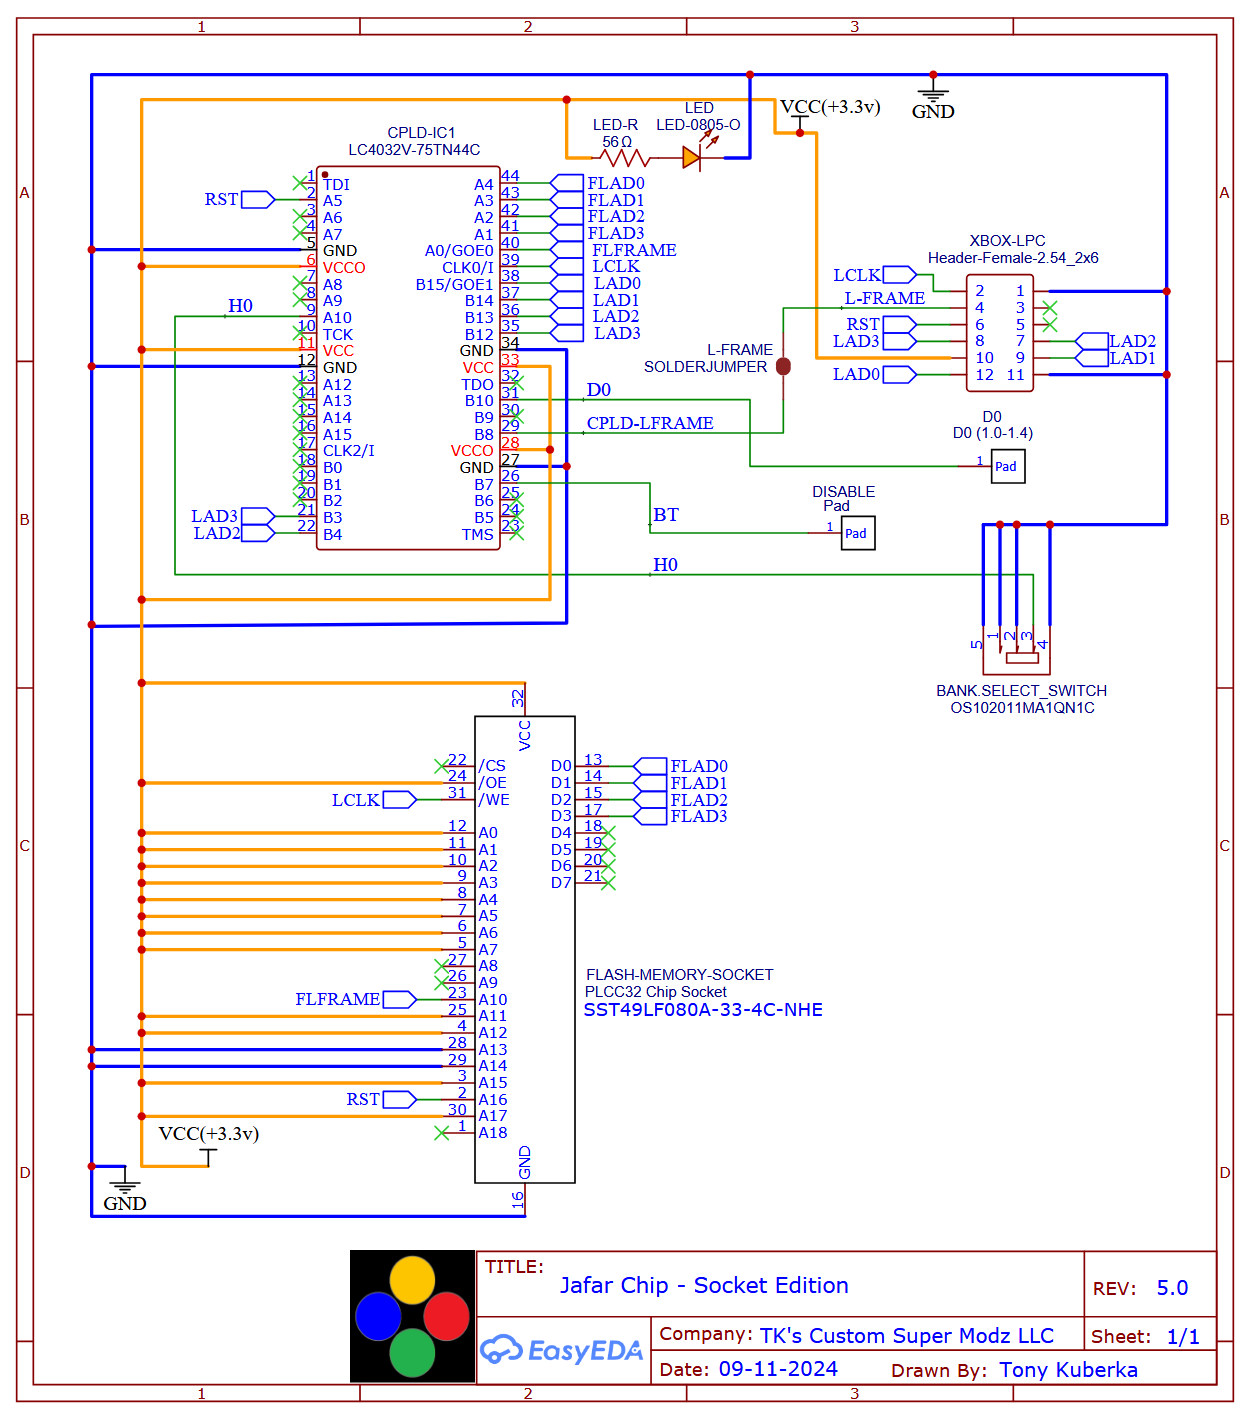 1 2 3
A
B
C
D
A
B
C
D
VCC(+3.3v)
GND
LED-R
56Ω
LED
LED-0805-O
CPLD-IC1
LC4032V-75TN44C
1 TDI
RST 2 A5
3 A6
4 A7
5 GND
6 VCCO
7 A8
8 A9
H0 9 A10
10 TCK
11 VCC
12 GND
13 A12
14 A13
15 A14
16 A15
17 CLK2/I
18 B0
19 B1
20 B2
LAD3 21 B3
LAD2 22 B4
A4 44 FLAD0
A3 43 FLAD1
A2 42 FLAD2
A1 41 FLAD3
A0/GOE0 40 FLFRAME
CLK0/I 39 LCLK
B15/GOE1 38 LAD0
B14 37 LAD1
B13 36 LAD2
B12 35 LAD3
GND 34
VCC 33
TDO 32
B10 31 D0
B9 30
B8 29 CPLD-LFRAME
VCCO 28
GND 27
B7 26
B6 25
B5 24
TMS 23
BT
H0
L-FRAME
SOLDERJUMPER
L-FRAME
XBOX-LPC
Header-Female-2.54_2x6
LCLK 2 1
4 3
RST 6 5
LAD3 8 7 LAD2
10 9 LAD1
LAD0 12 11
D0
D0 (1.0-1.4)
1 Pad
DISABLE
Pad
1 Pad
5 1 2 3 4
BANK.SELECT_SWITCH
OS102011MA1QN1C
32
VCC
22 /CS
24 /OE
LCLK 31 /WE
12 A0
11 A1
10 A2
9 A3
8 A4
7 A5
6 A6
5 A7
27 A8
26 A9
FLFRAME 23 A10
25 A11
4 A12
28 A13
29 A14
3 A15
RST 2 A16
30 A17
1 A18
D0 13 FLAD0
D1 14 FLAD1
D2 15 FLAD2
D3 17 FLAD3
D4 18
D5 19
D6 20
D7 21
GND
16
FLASH-MEMORY-SOCKET
PLCC32 Chip Socket
SST49LF080A-33-4C-NHE
VCC(+3.3v)
GND
TITLE:
Jafar Chip - Socket Edition
REV: 5.0
EasyEDA
Company: TK's Custom Super Modz LLC
Sheet: 1/1
Date: 09-11-2024
Drawn By: Tony Kuberka
1 2 3